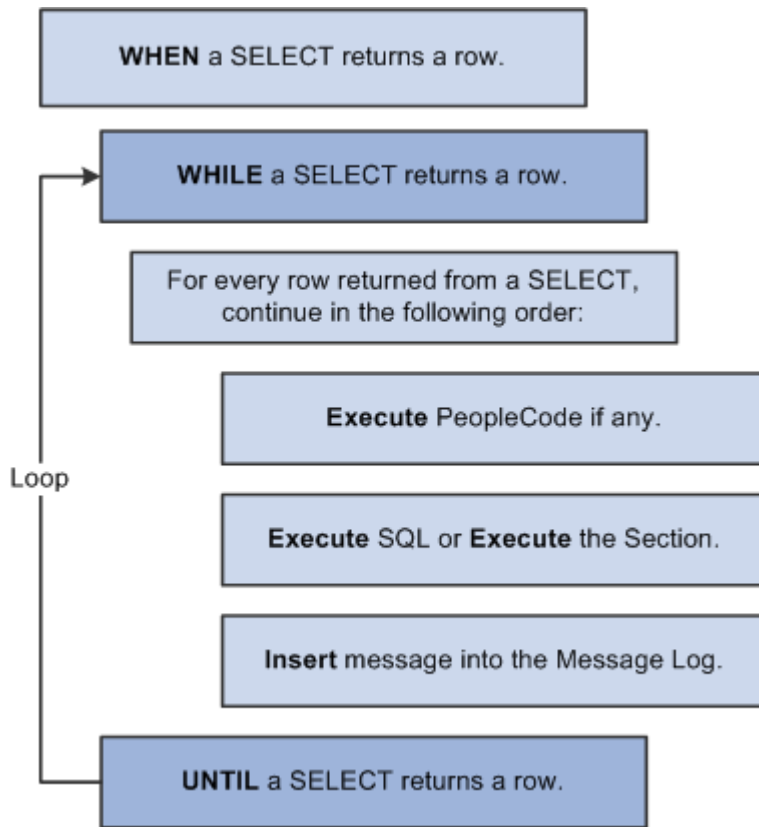 WHEN a SELECT returns a row.
WHILE a SELECT returns a row.
For every row returned from a SELECT,
continue in the following order:
Execute PeopleCode if any.
Loop
Execute SQL or Execute the Section.
Insert message into the Message Log.
UNTIL a SELECT returns a row.